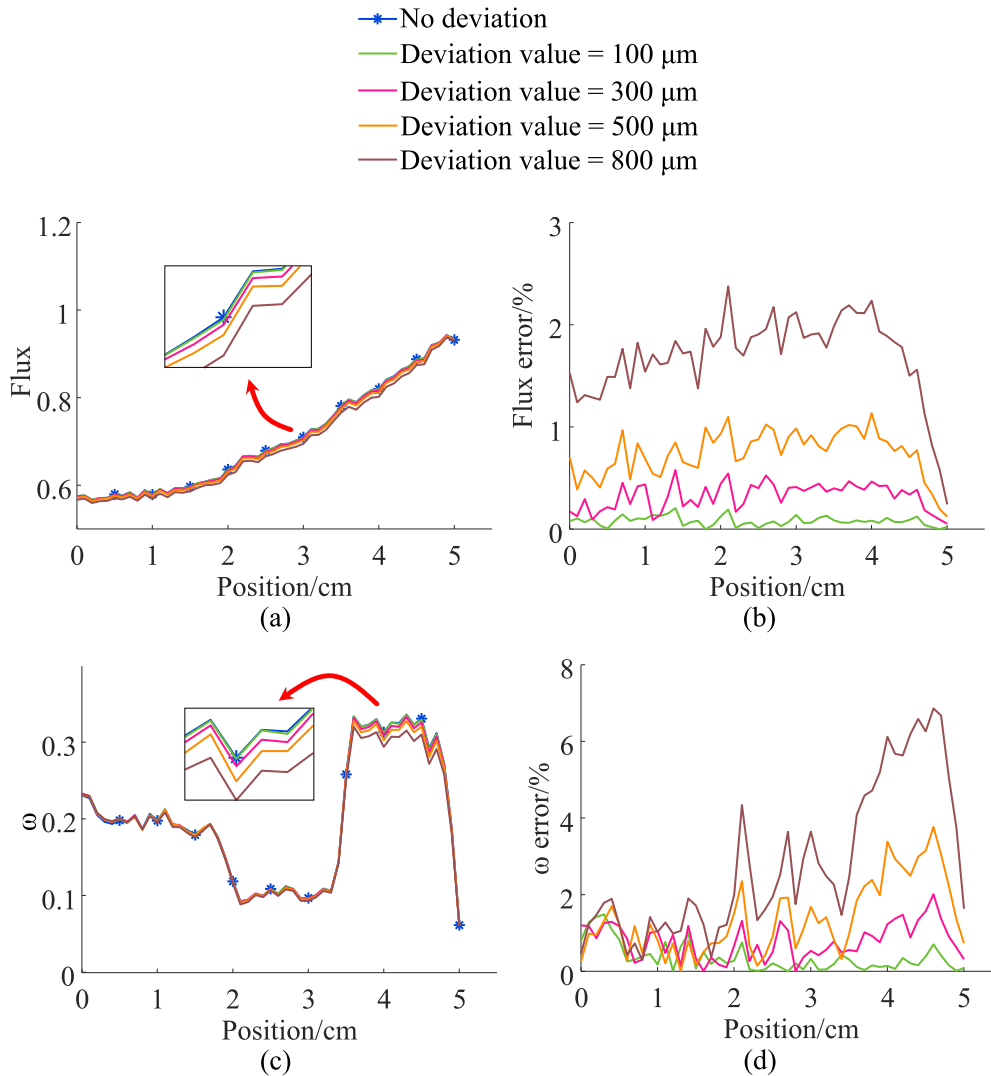 No deviation
Deviation value = 100 μm
Deviation value = 300 μm
Deviation value = 500 μm
Deviation value = 800 μm
1.2
1
0.8
0.6
Flux
0 1 2 3 4 5
Position/cm
(a)
3
2
1
0
Flux error/%
0 1 2 3 4 5
Position/cm
(b)
0.3
0.2
0.1
0
ω
0 1 2 3 4 5
Position/cm
(c)
8
6
4
2
0
ω error/%
0 1 2 3 4 5
Position/cm
(d)